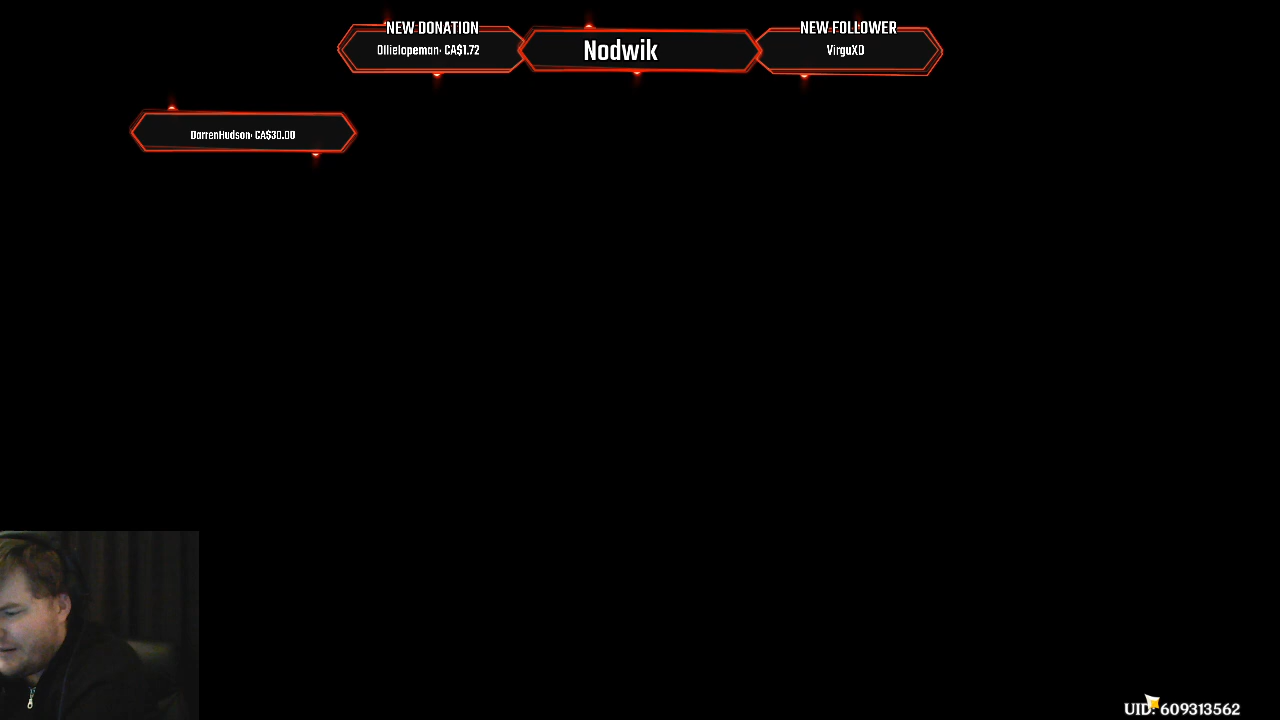 NEW DONATION
Ollielopeman: CA$1.72
Nodwik
NEW FOLLOWER
VirguXD
DarrenHudson: CA$30.00
UID: 609313562